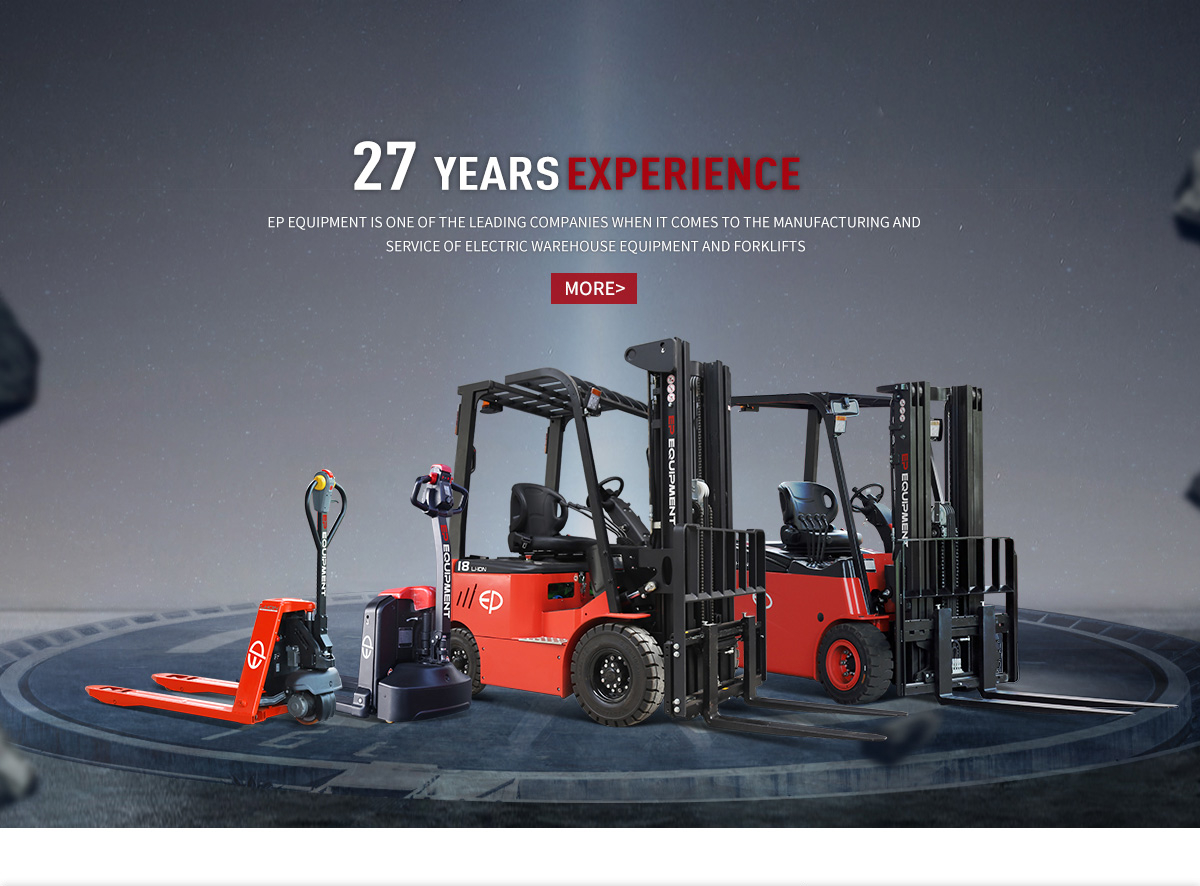 27 YEARS EXPERIENCE
EP EQUIPMENT IS ONE OF THE LEADING COMPANIES WHEN IT COMES TO THE MANUFACTURING AND
SERVICE OF ELECTRIC WAREHOUSE EQUIPMENT AND FORKLIFTS
MORE>
EP EQUIPMENT
EP EQUIPMENT
EP EQUIPMENT
EP EQUIPMENT
18 LI-ION
EP
EP
EP